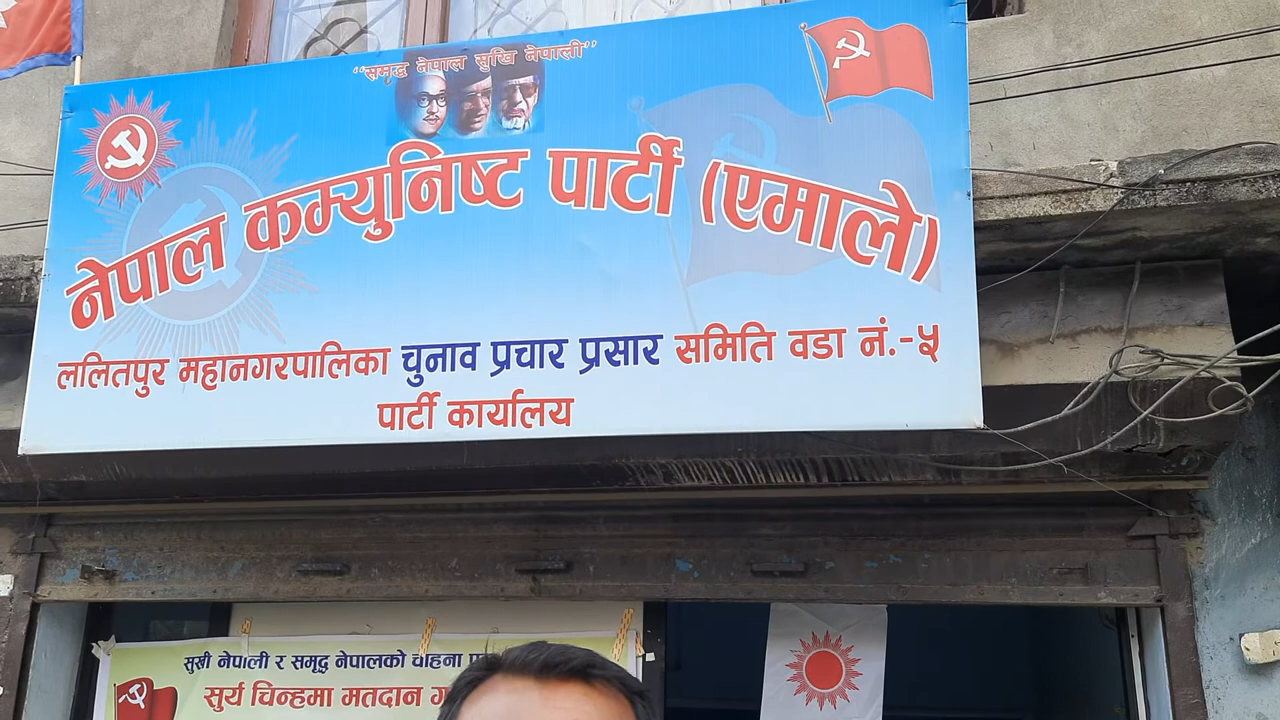 “समृद्ध नेपाल सुखि नेपाली”
नेपाल कम्युनिष्ट पार्टी (एमाले)
ललितपुर महानगरपालिका चुनाव प्रचार प्रसार समिति वडा नं.-५
पार्टी कार्यालय
सुखी नेपाली र समृद्ध नेपालको चाहना
सुर्य चिन्हमा मतदान